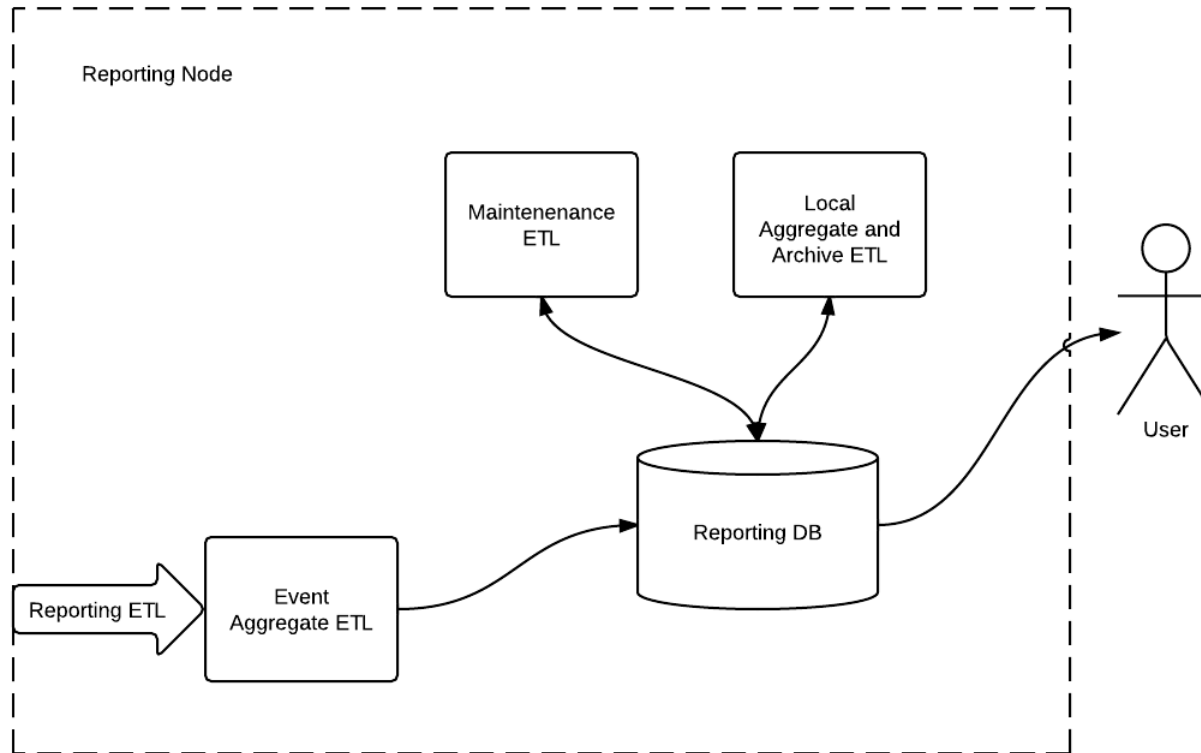 Reporting Node
Maintenenance
ETL
Local
Aggregate and
Archive ETL
User
Reporting DB
Reporting ETL
Event
Aggregate ETL